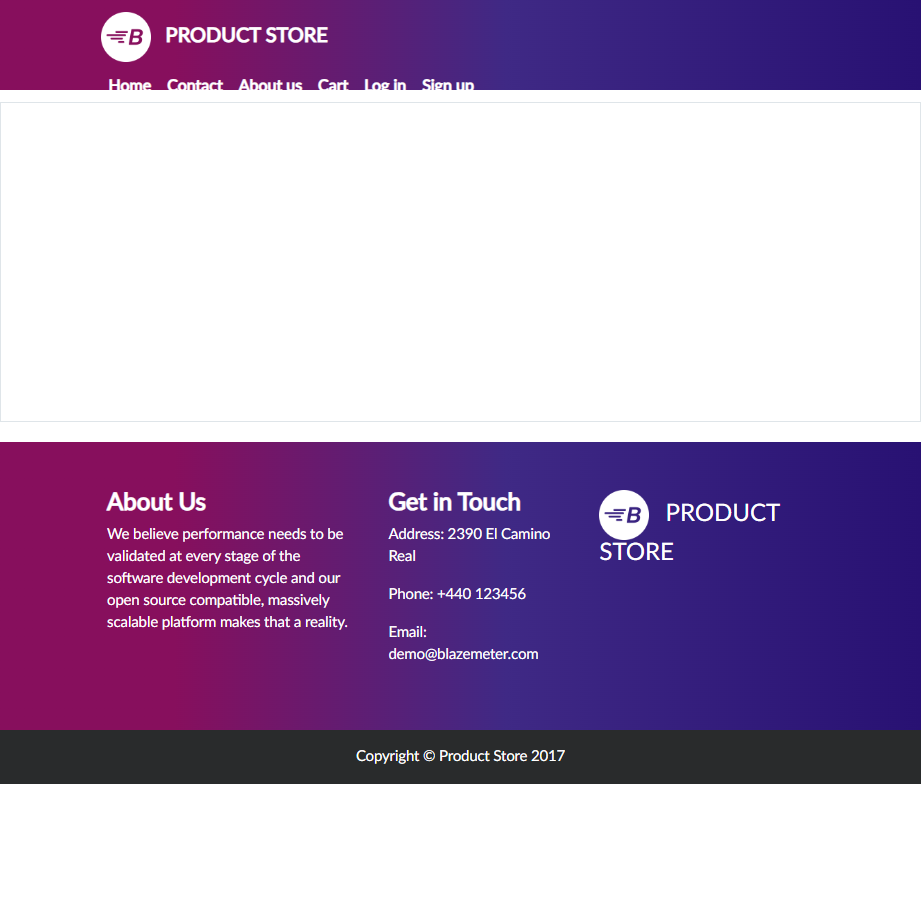 B PRODUCT STORE
Home Contact About us Cart Log in Sign up
About Us
We believe performance needs to be
validated at every stage of the
software development cycle and our
open source compatible, massively
scalable platform makes that a reality.
Get in Touch
Address: 2390 El Camino
Real
Phone: +440 123456
Email:
demo@blazemeter.com
B PRODUCT
STORE
Copyright © Product Store 2017